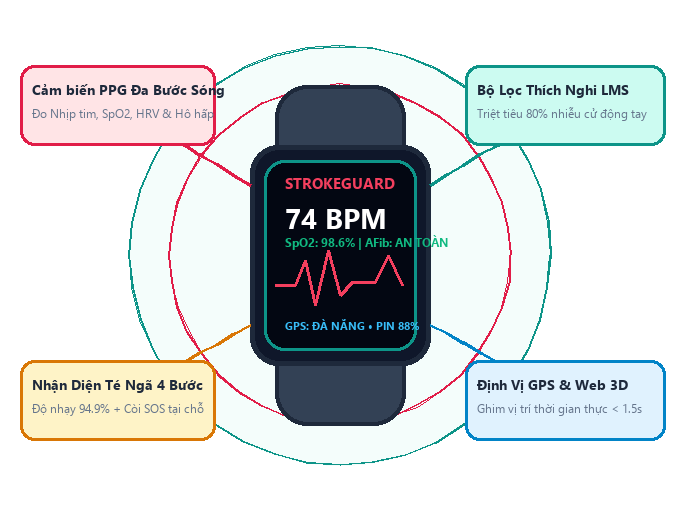 Cảm biến PPG Đa Bước Sóng
Đo Nhịp tim, SpO2, HRV & Hô hấp
Bộ Lọc Thích Nghi LMS
Triệt tiêu 80% nhiễu cử động tay
STROKEGUARD
74 BPM
SpO2: 98.6% | AFib: AN TOÀN
GPS: ĐÀ NẴNG • PIN 88%
Nhận Diện Té Ngã 4 Bước
Độ nhạy 94.9% + Còi SOS tại chỗ
Định Vị GPS & Web 3D
Ghim vị trí thời gian thực < 1.5s